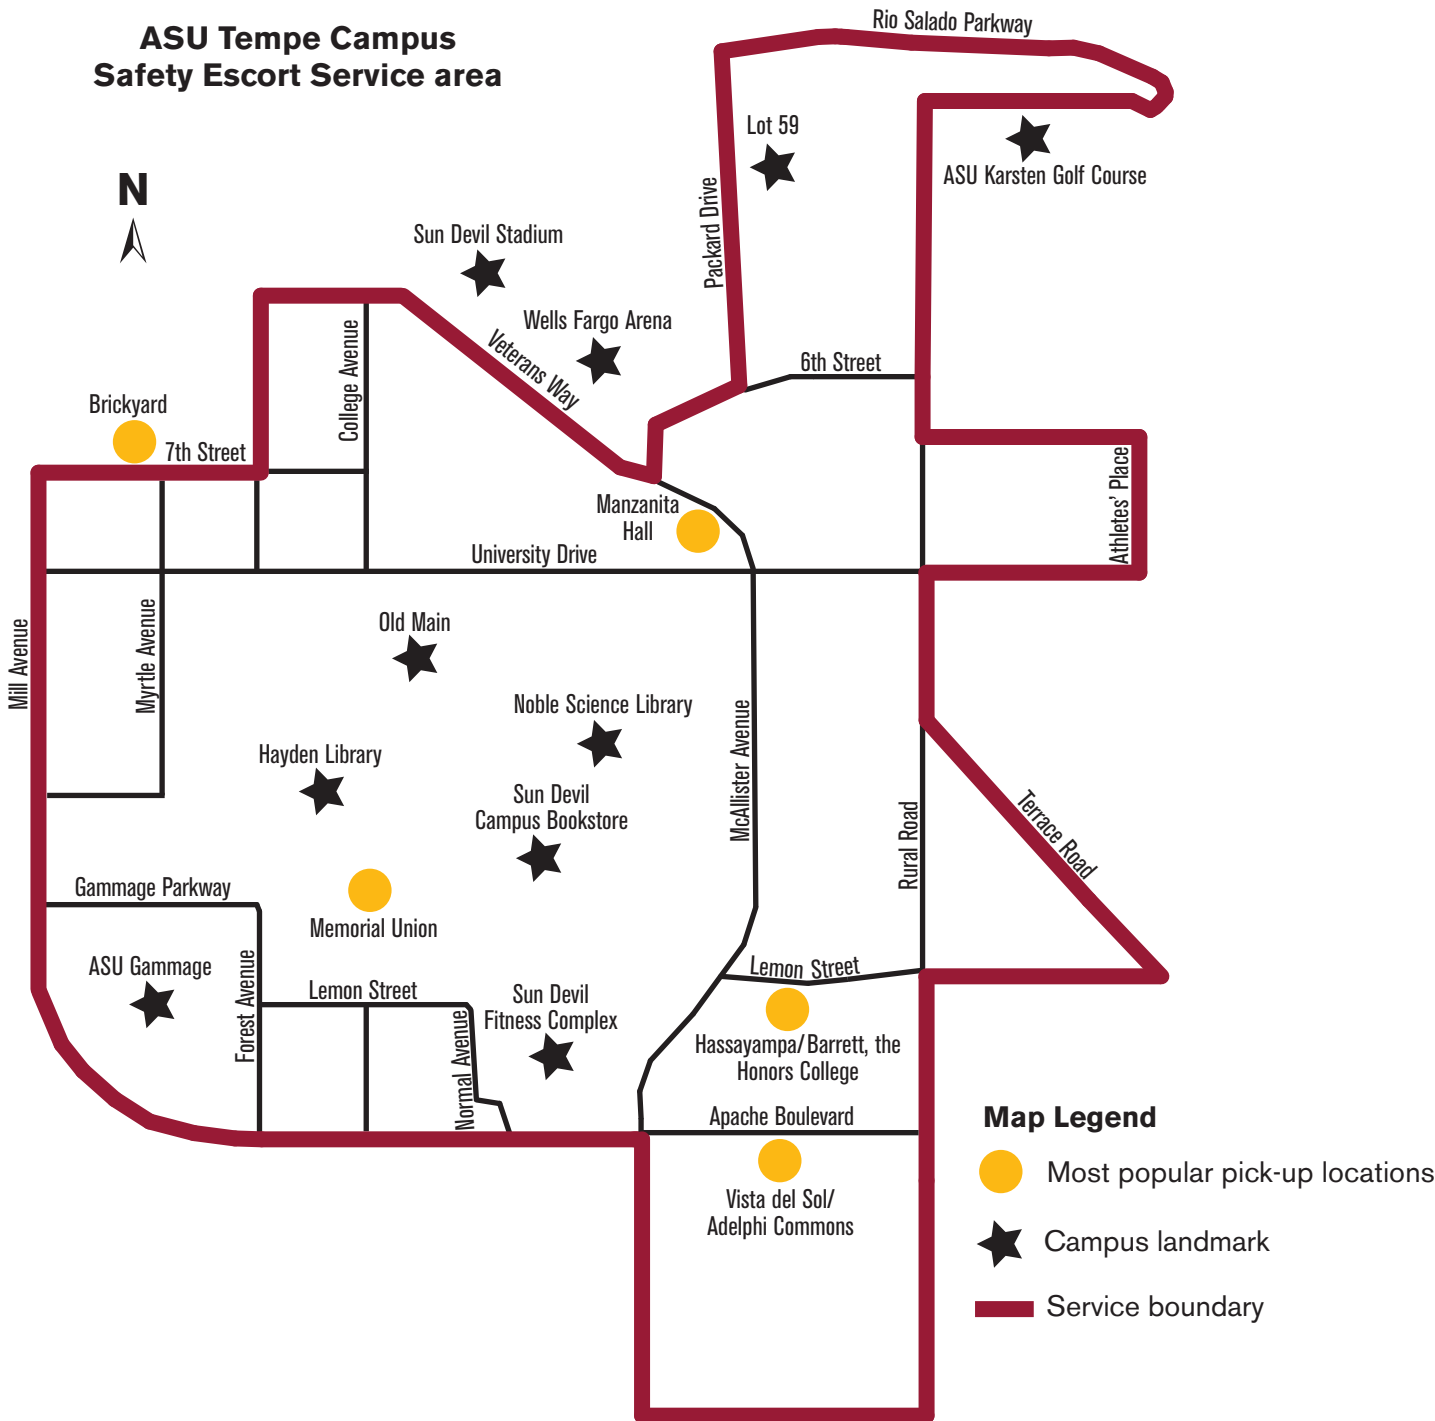 ASU Tempe Campus
Safety Escort Service area
Rio Salado Parkway
Lot 59
ASU Karsten Golf Course
N
Packard Drive
Sun Devil Stadium
Wells Fargo Arena
Veterans Way
6th Street
College Avenue
Brickyard
7th Street
Athletes' Place
Manzanita
Hall
University Drive
Mill Avenue
Myrtle Avenue
Old Main
Noble Science Library
McAllister Avenue
Hayden Library
Sun Devil
Campus Bookstore
Rural Road
Terrace Road
Gammage Parkway
Memorial Union
ASU Gammage
Forest Avenue
Lemon Street
Normal Avenue
Sun Devil
Fitness Complex
Lemon Street
Hassayampa/Barrett, the
Honors College
Apache Boulevard
Vista del Sol/
Adelphi Commons
Map Legend
Most popular pick-up locations
Campus landmark
Service boundary